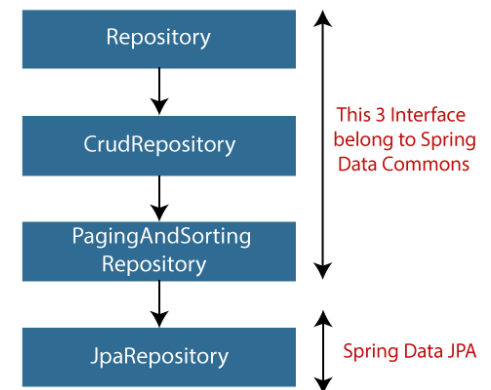 Repository
This 3 Interface
belong to Spring
Data Commons
CrudRepository
PagingAndSorting
Repository
JpaRepository
Spring Data JPA